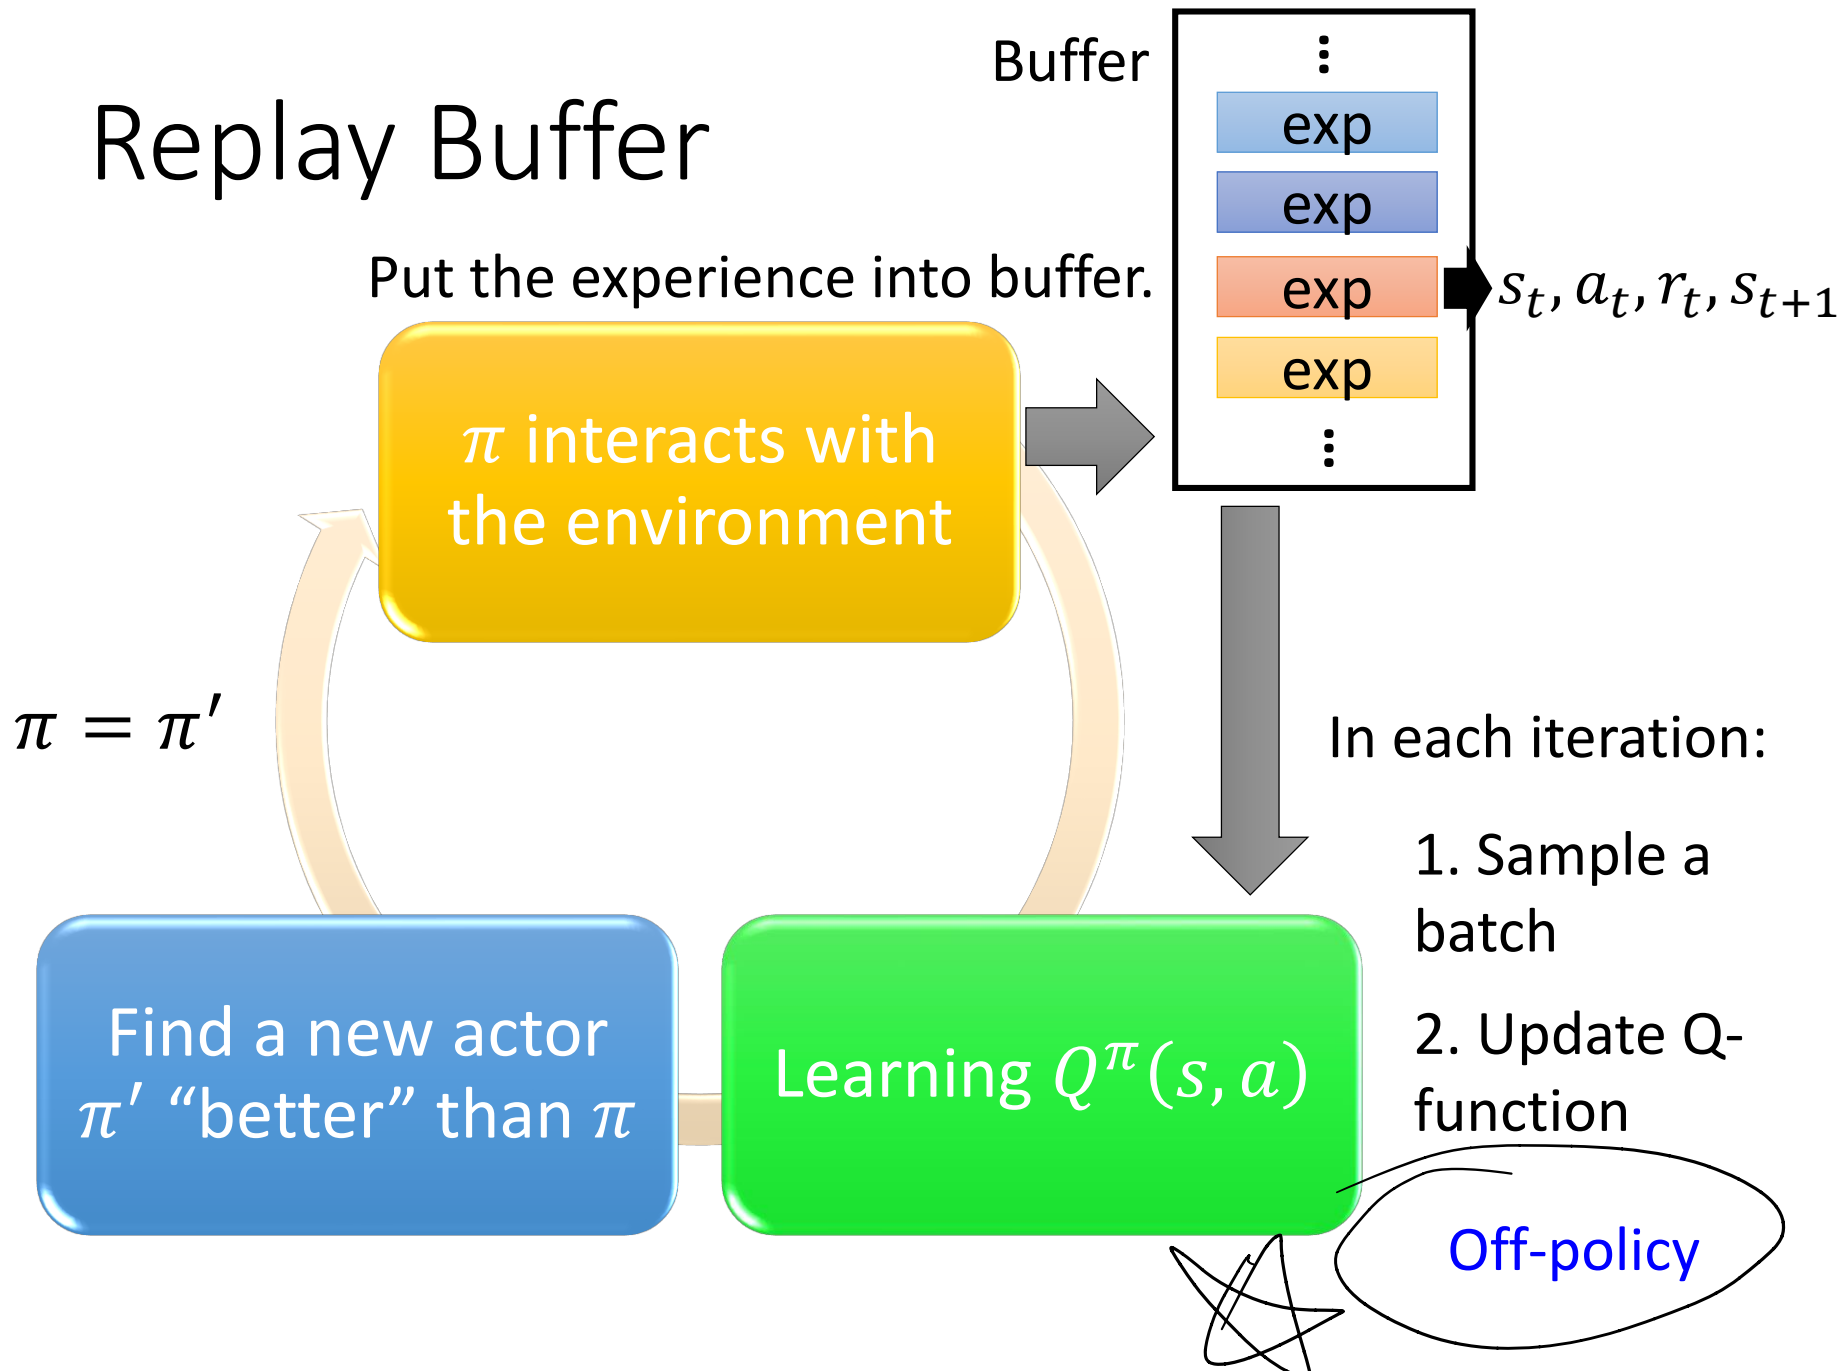 Replay Buffer
Buffer
⋮
exp
exp
exp
exp
⋮
s_t, a_t, r_t, s_{t+1}
Put the experience into buffer.
π interacts with
the environment
π = π′
In each iteration:
1. Sample a
batch
2. Update Q-
function
Find a new actor
π′ “better” than π
Learning Q^π(s, a)
Off-policy